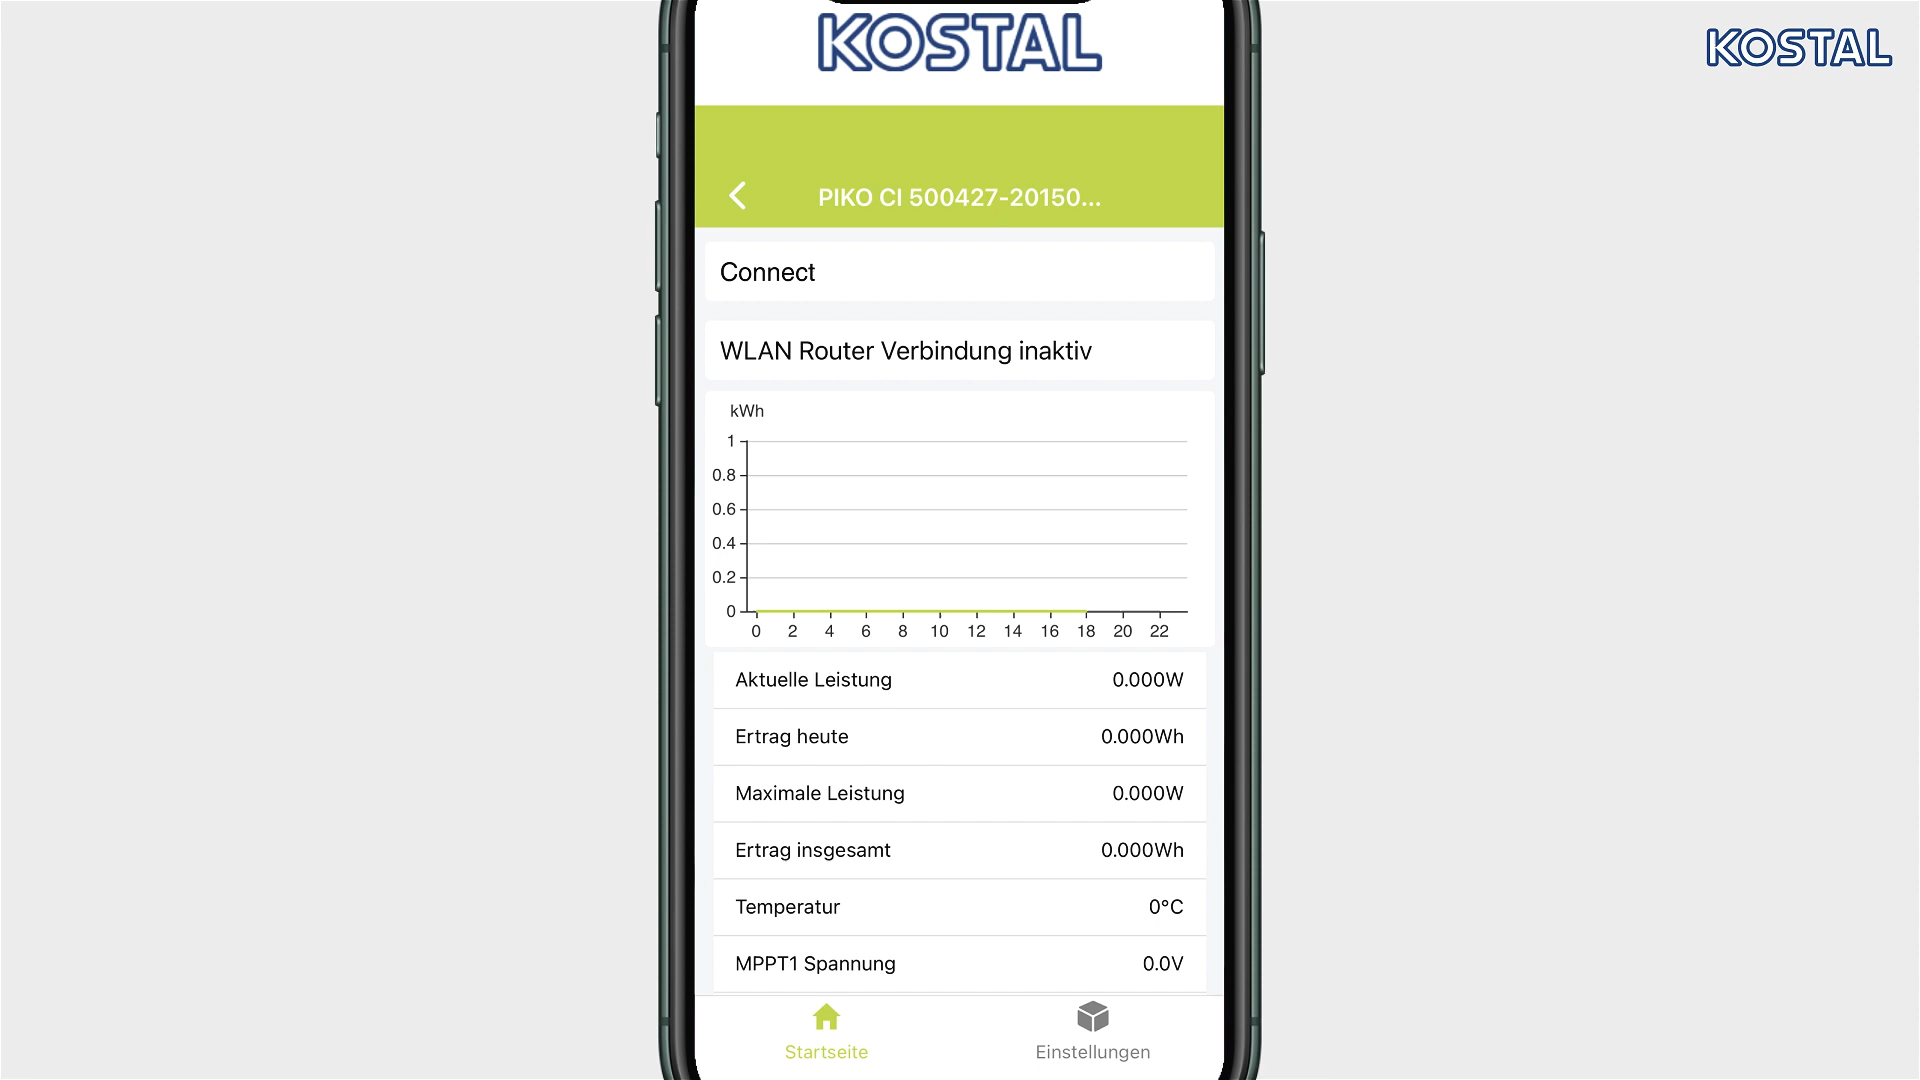 KOSTAL
KOSTAL
PIKO CI 500427-20150...
Connect
WLAN Router Verbindung inaktiv
kWh
1
0.8
0.6
0.4
0.2
0
0 2 4 6 8 10 12 14 16 18 20 22
Aktuelle Leistung 0.000W
Ertrag heute 0.000Wh
Maximale Leistung 0.000W
Ertrag insgesamt 0.000Wh
Temperatur 0°C
MPPT1 Spannung 0.0V
Startseite Einstellungen